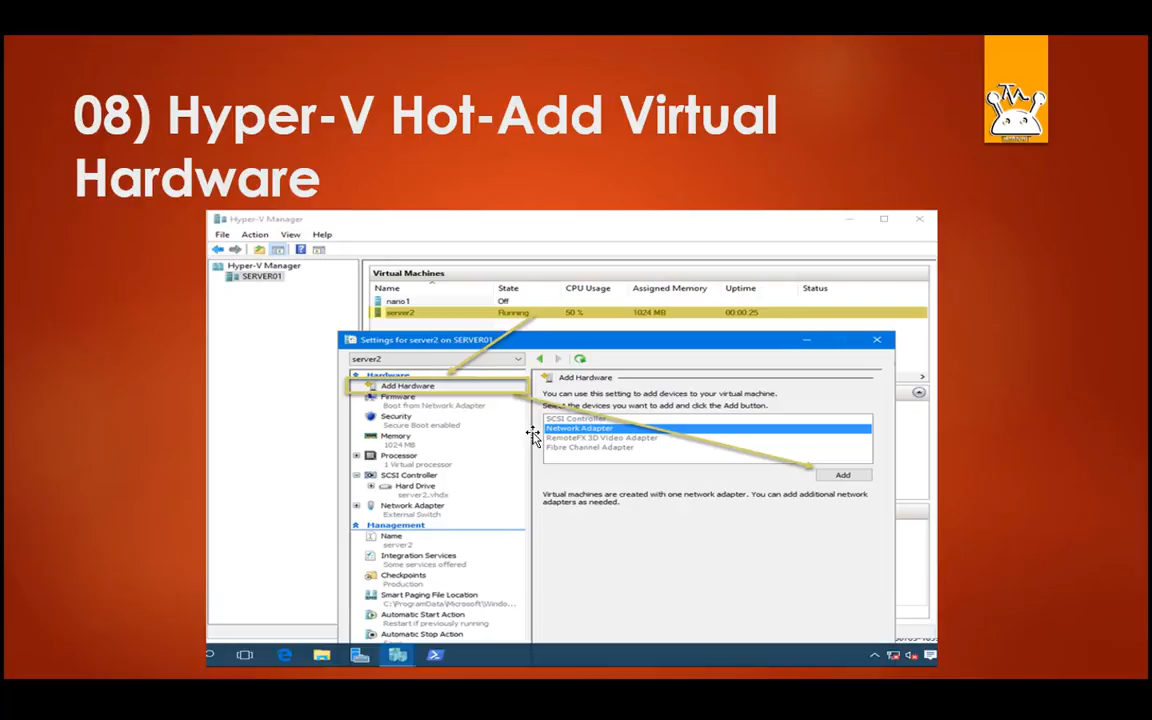 08) Hyper-V Hot-Add Virtual
Hardware
Hyper-V Manager
File Action View Help
Hyper-V Manager
SERVER01
Virtual Machines
Name State CPU Usage Assigned Memory Uptime Status
nano1 Off
server2 Running 50 % 1024 MB 00:00:25
Settings for server2 on SERVER01
server2
Hardware
Add Hardware
Firmware
Boot from Network Adapter
Security
Secure Boot enabled
Memory
1024 MB
Processor
1 Virtual processor
SCSI Controller
Hard Drive
server2.vhdx
Network Adapter
External Switch
Management
Name
server2
Integration Services
Some services offered
Checkpoints
Production
Smart Paging File Location
C:\ProgramData\Microsoft\Windo...
Automatic Start Action
Restart if previously running
Automatic Stop Action
Add Hardware
You can use this setting to add devices to your virtual machine.
Select the devices you want to add and click the Add button.
SCSI Controller
Network Adapter
RemoteFX 3D Video Adapter
Fibre Channel Adapter
Add
Virtual machines are created with one network adapter. You can add additional network
adapters as needed.